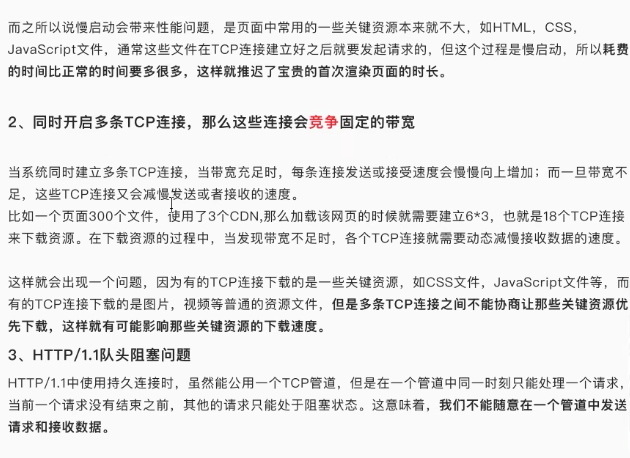 而之所以说慢启动会带来性能问题，是页面中常用的一些关键资源本来就不大，如HTML，CSS，
JavaScript文件，通常这些文件在TCP连接建立好之后就要发起请求的，但这个过程是慢启动，所以耗费
的时间比正常的时间要多很多，这样就推迟了宝贵的首次渲染页面的时长。
2、同时开启多条TCP连接，那么这些连接会竞争固定的带宽
当系统同时建立多条TCP连接，当带宽充足时，每条连接发送或接受速度会慢慢向上增加；而一旦带宽不
足，这些TCP连接又会减慢发送或者接收的速度。
比如一个页面300个文件，使用了3个CDN,那么加载该网页的时候就需要建立6*3，也就是18个TCP连接
来下载资源。在下载资源的过程中，当发现带宽不足时，各个TCP连接就需要动态减慢接收数据的速度。
这样就会出现一个问题，因为有的TCP连接下载的是一些关键资源，如CSS文件，JavaScript文件等，而
有的TCP连接下载的是图片，视频等普通的资源文件，但是多条TCP连接之间不能协商让那些关键资源优
先下载，这样就有可能影响那些关键资源的下载速度。
3、HTTP/1.1队头阻塞问题
HTTP/1.1中使用持久连接时，虽然能公用一个TCP管道，但是在一个管道中同一时刻只能处理一个请求，
当前一个请求没有结束之前，其他的请求只能处于阻塞状态。这意味着，我们不能随意在一个管道中发送
请求和接收数据。